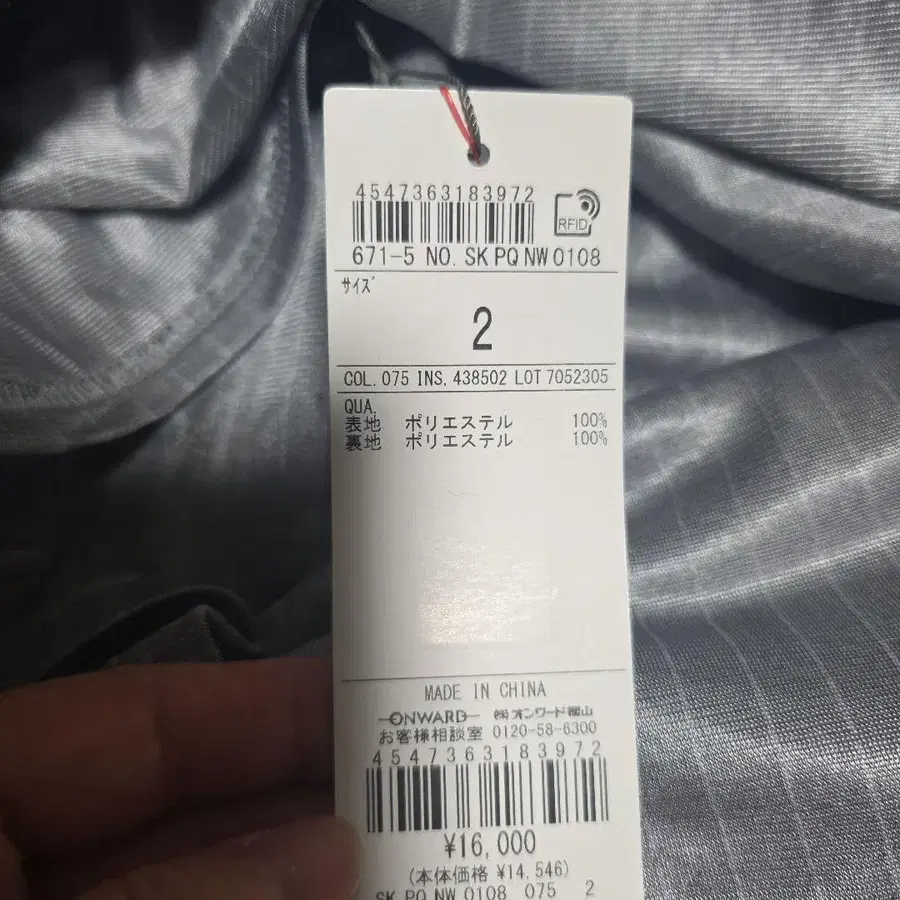 4547363183972
RFID
671-5 NO. SK PQ NW 0108
サイズ
2
COL. 075 INS. 438502 LOT 7052305
QUA.
表地 ポリエステル 100%
裏地 ポリエステル 100%
MADE IN CHINA
ONWARD ㈱オンワード樫山
お客様相談室 0120-58-6300
4547363183972
¥16,000
(本体価格 ¥14,546)
SK PQ NW 0108 075 2